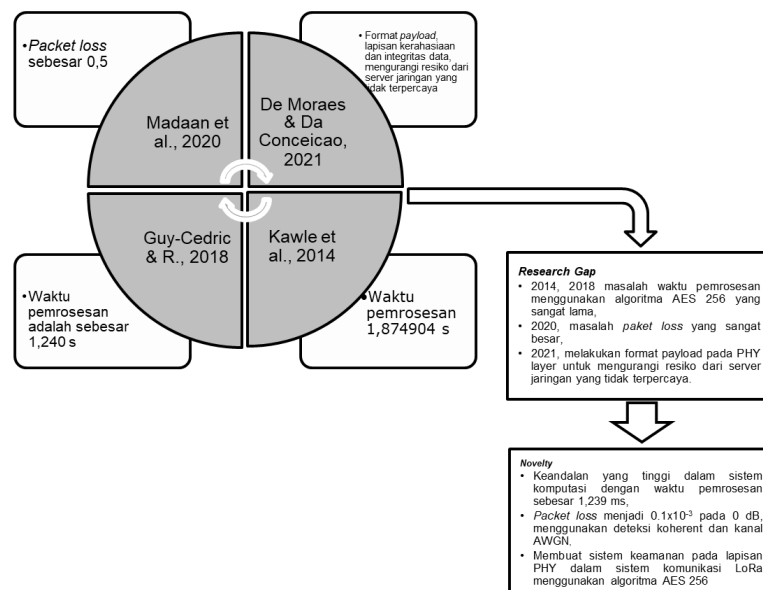 •Packet loss
sebesar 0,5
• Format payload,
lapisan kerahasiaan
dan integritas data,
mengurangi resiko dari
server jaringan yang
tidak terpercaya
Madaan et
al., 2020
De Moraes
& Da
Conceicao,
2021
Guy-Cedric
& R., 2018
Kawle et
al., 2014
•Waktu
pemrosesan
adalah sebesar
1,240 s
•Waktu
pemrosesan
1,874904 s
Research Gap
• 2014, 2018 masalah waktu pemrosesan
menggunakan algoritma AES 256 yang
sangat lama,
• 2020, masalah paket loss yang sangat
besar,
• 2021, melakukan format payload pada PHY
layer untuk mengurangi resiko dari server
jaringan yang tidak terpercaya.
Novelty
• Keandalan yang tinggi dalam sistem
komputasi dengan waktu pemrosesan
sebesar 1,239 ms,
• Packet loss menjadi 0.1x10⁻³ pada 0 dB,
menggunakan deteksi koherent dan kanal
AWGN,
• Membuat sistem keamanan pada lapisan
PHY dalam sistem komunikasi LoRa
menggunakan algoritma AES 256